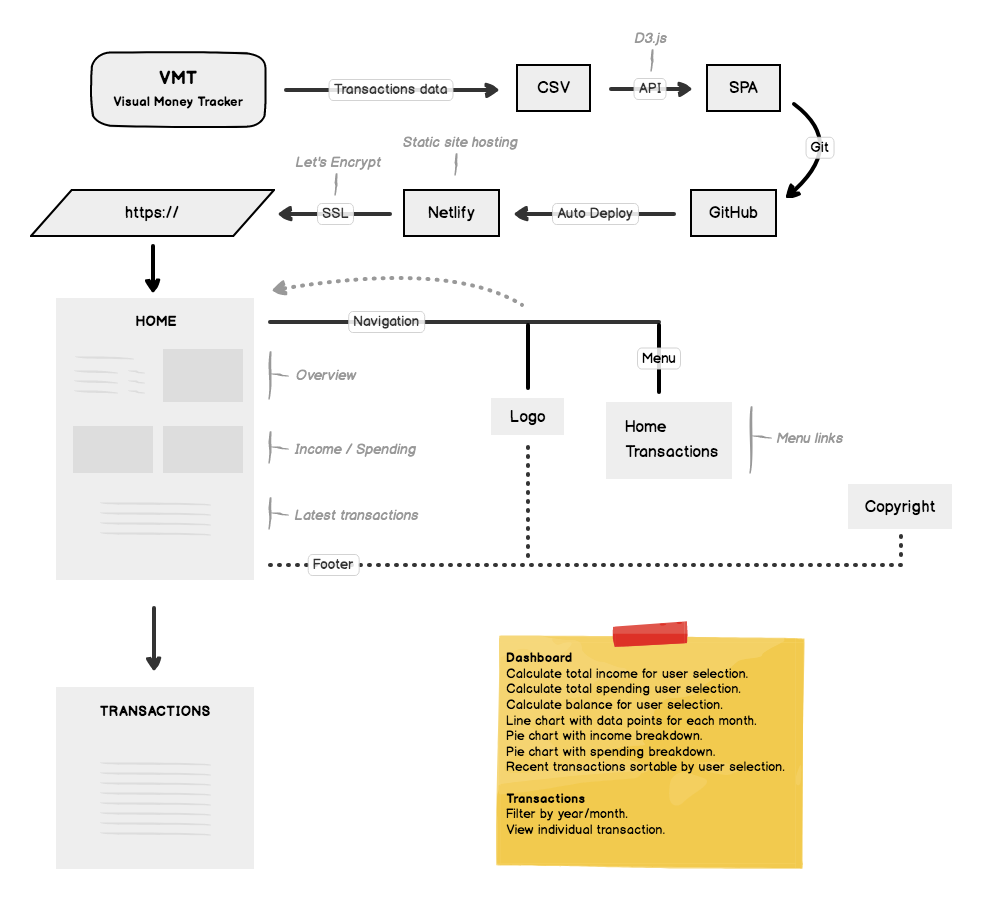 D3.js
VMT
Visual Money Tracker
Transactions data
CSV
API
SPA
Git
Static site hosting
Let's Encrypt
https://
SSL
Netlify
Auto Deploy
GitHub
HOME
Navigation
Menu
Overview
Logo
Home
Transactions
Menu links
Income / Spending
Latest transactions
Copyright
Footer
TRANSACTIONS
Dashboard
Calculate total income for user selection.
Calculate total spending user selection.
Calculate balance for user selection.
Line chart with data points for each month.
Pie chart with income breakdown.
Pie chart with spending breakdown.
Recent transactions sortable by user selection.
Transactions
Filter by year/month.
View individual transaction.